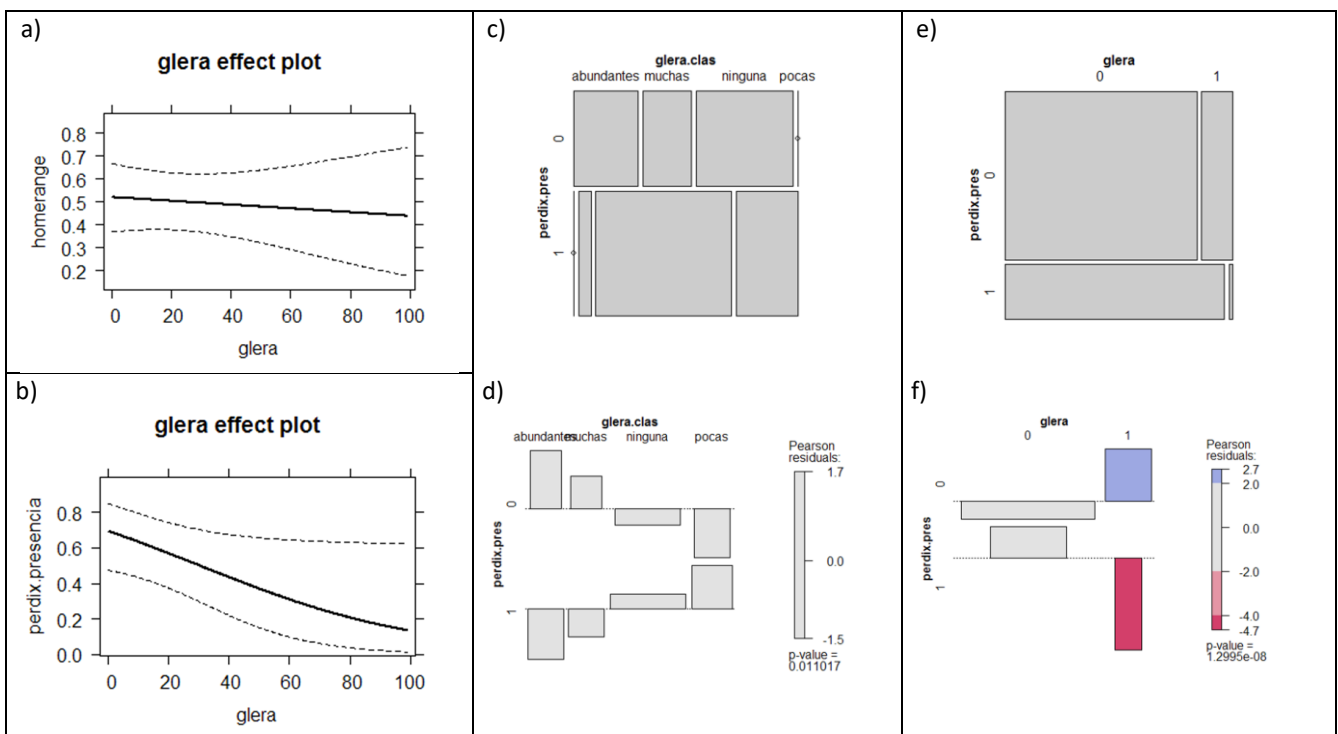 a)
glera effect plot
homerange
0.8
0.7
0.6
0.5
0.4
0.3
0.2
0 20 40 60 80 100
glera
b)
glera effect plot
perdix.presencia
0.8
0.6
0.4
0.2
0.0
0 20 40 60 80 100
glera
c)
glera.clas
abundantes muchas ninguna pocas
perdix.pres
0
1
d)
glera.clas
abundantes muchas ninguna pocas
perdix.pres
0
1
Pearson
residuals:
1.7
0.0
-1.5
p-value =
0.011017
e)
glera
0 1
perdix.pres
0
1
f)
glera
0 1
perdix.pres
0
1
Pearson
residuals:
2.7
2.0
0.0
-2.0
-4.0
-4.7
p-value =
1.2995e-08